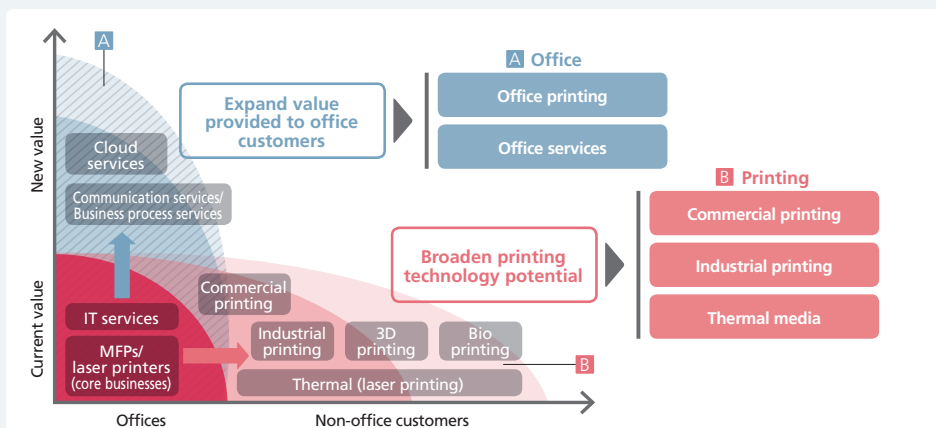 A
New value
Current value
Cloud
services
Communication services/
Business process services
IT services
MFPs/
laser printers
(core businesses)
Commercial
printing
Industrial
printing
3D
printing
Bio
printing
Thermal (laser printing)
B
Offices
Non-office customers
Expand value
provided to office
customers
A Office
Office printing
Office services
Broaden printing
technology potential
B Printing
Commercial printing
Industrial printing
Thermal media